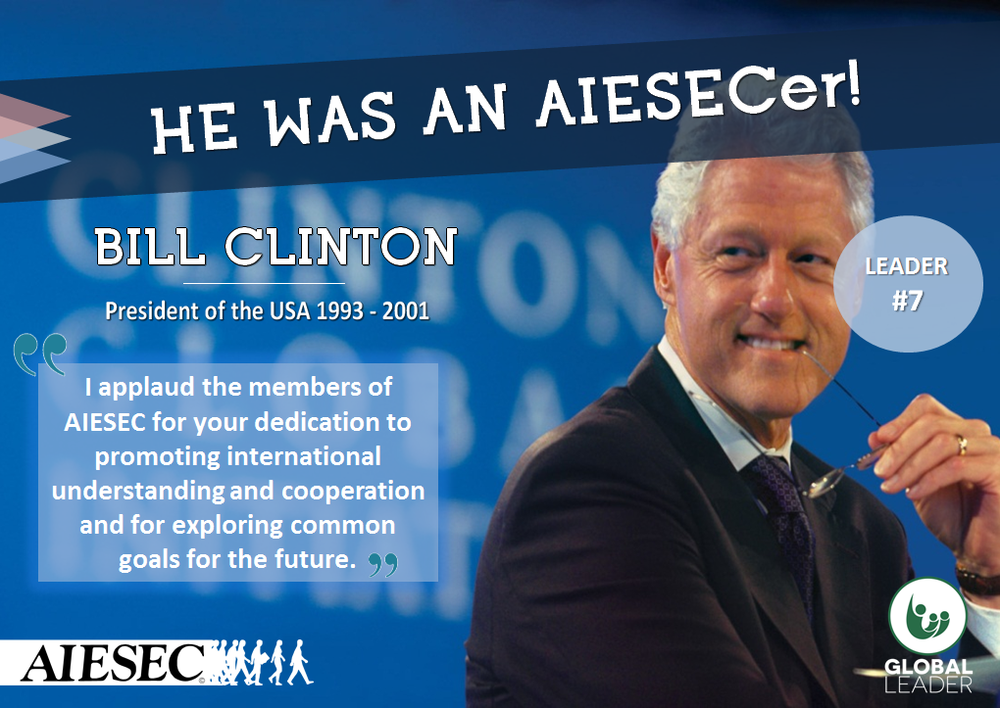 HE WAS AN AIESECer!
BILL CLINTON
President of the USA 1993 - 2001
LEADER
#7
“
I applaud the members of
AIESEC for your dedication to
promoting international
understanding and cooperation
and for exploring common
goals for the future. ”
CLINTON
GLOBA
AIESEC
GLOBAL
LEADER